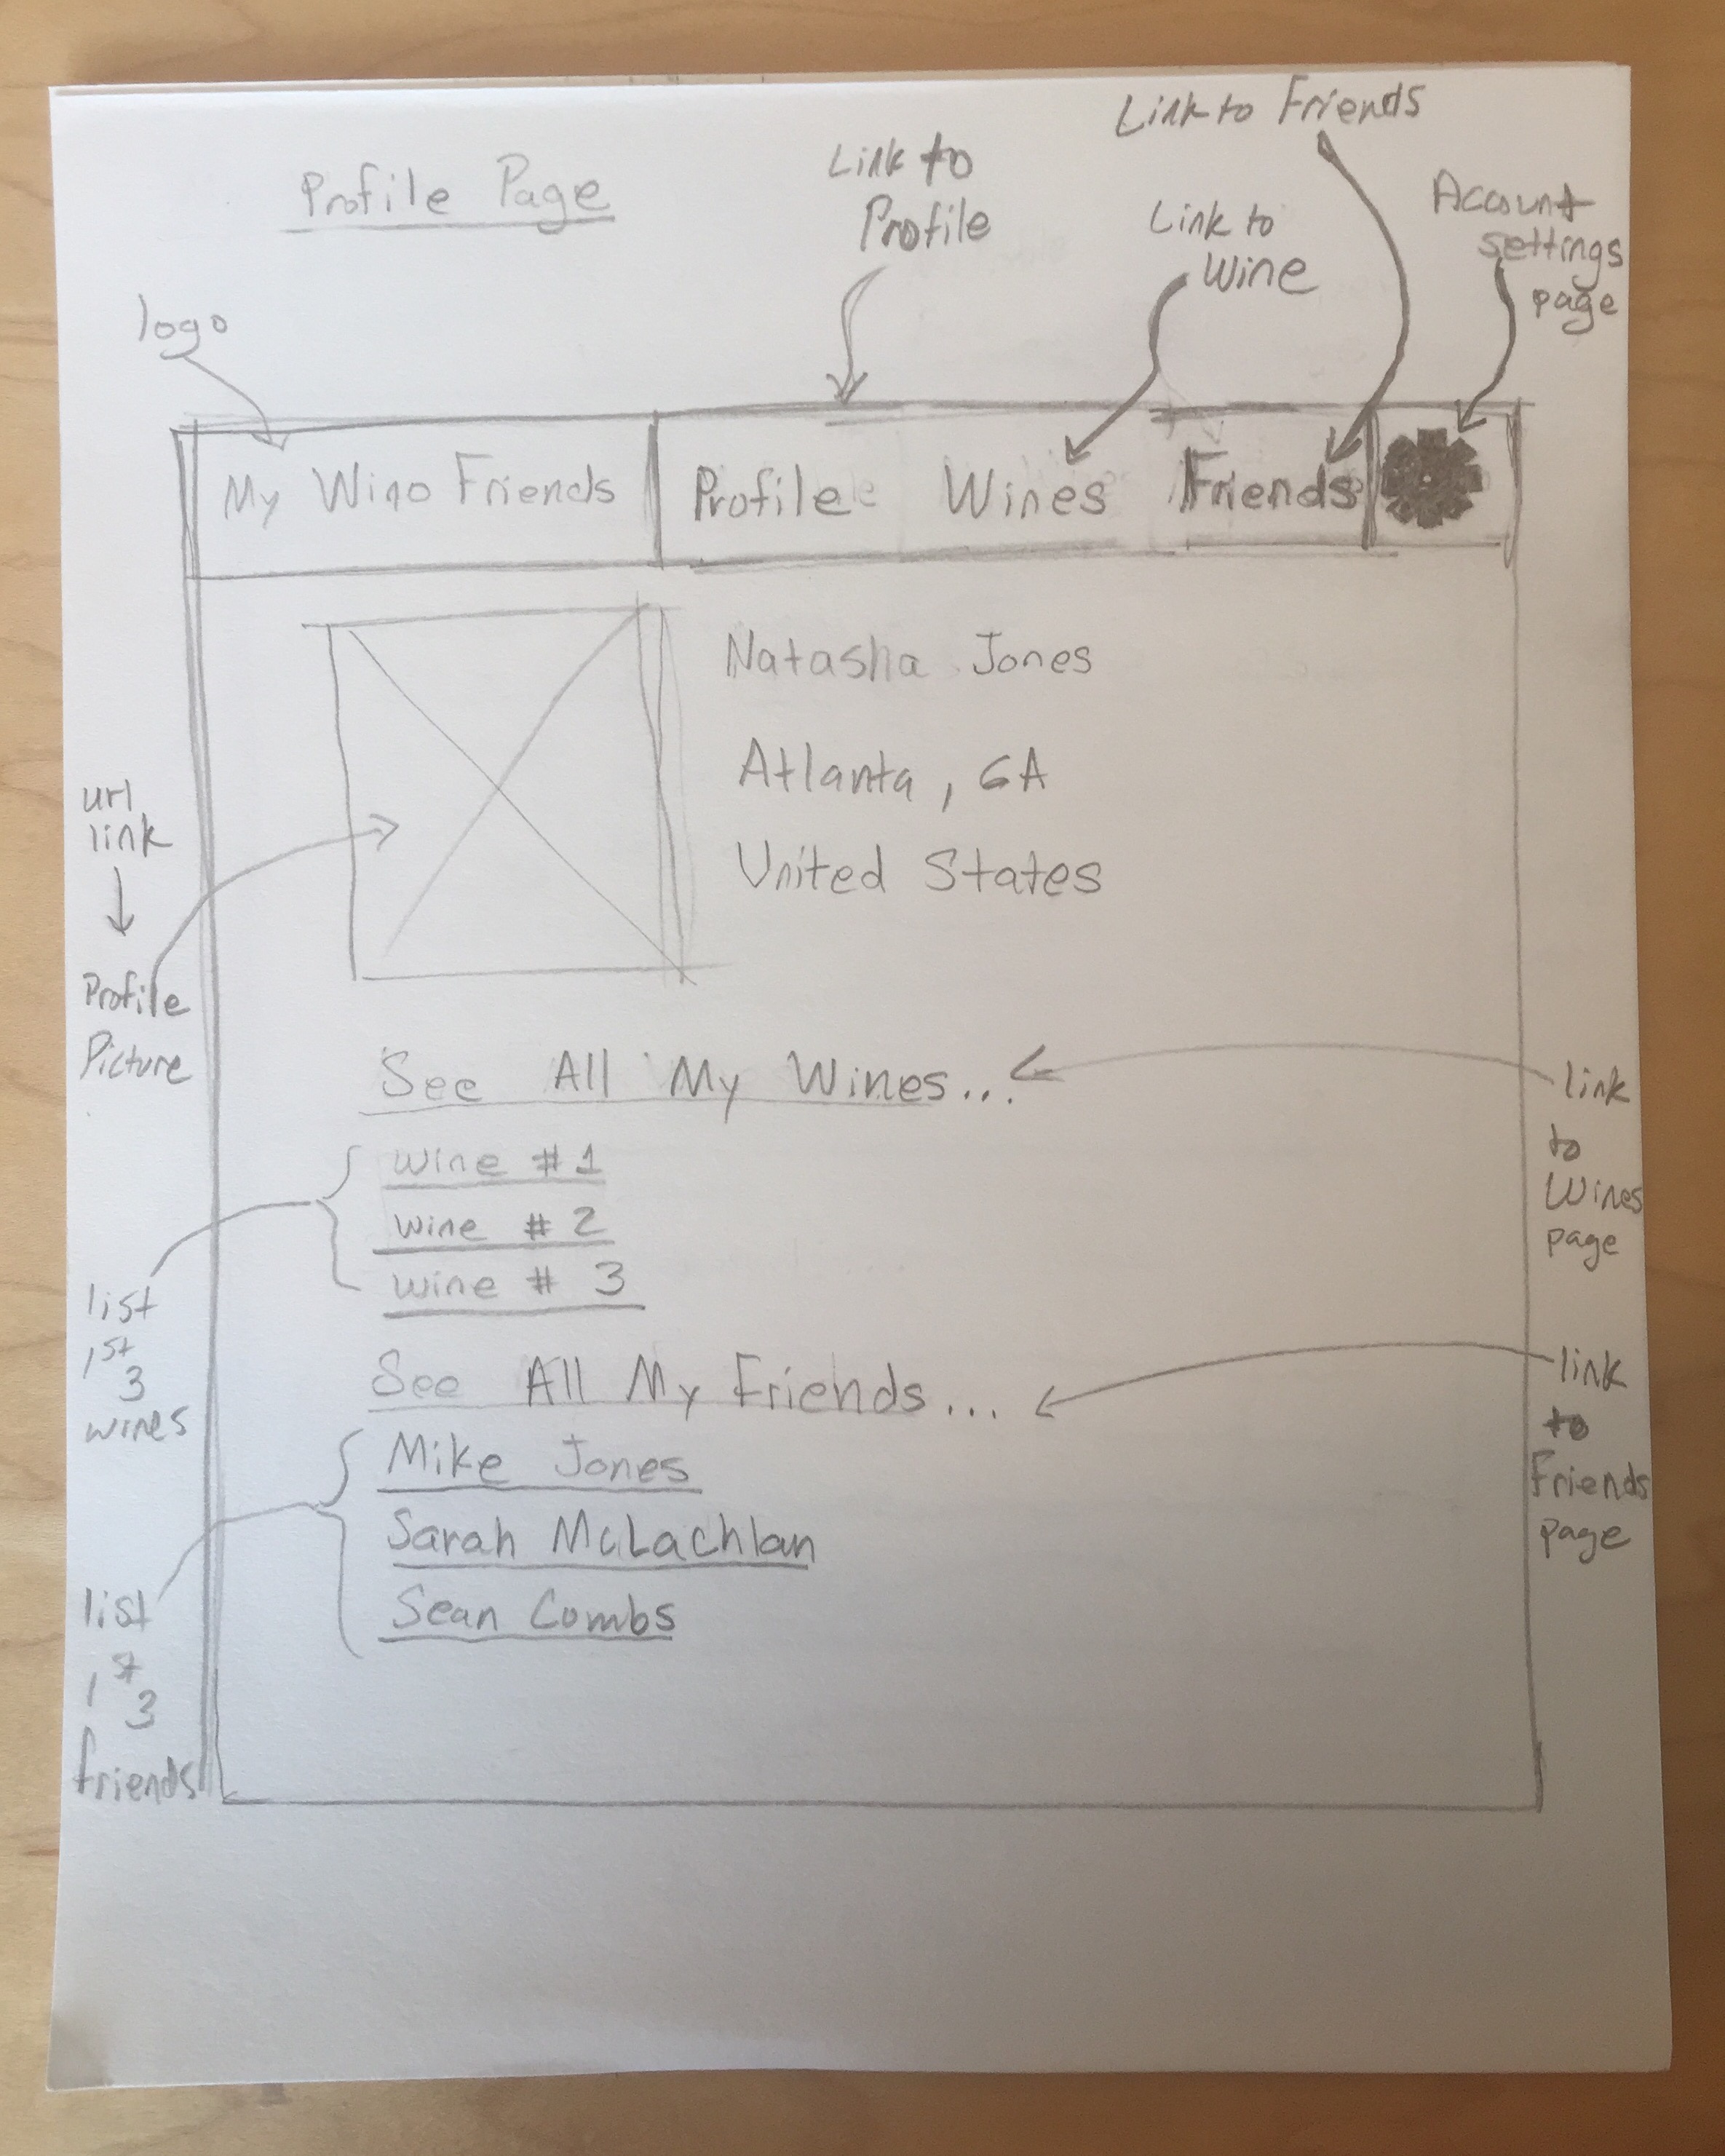 Link to Friends
Profile Page
Link to
Profile
Link to
Wine
Account
settings
page
logo
My Wino Friends
Profile
Wines
Friends
Natasha Jones
Atlanta, GA
United States
url
link
Profile
Picture
See All My Wines...
link
to
Wines
page
wine #1
wine #2
wine # 3
list
1st
3
wines
See All My Friends...
link
to
Friends
page
Mike Jones
Sarah McLachlan
Sean Combs
list
1st
3
friends